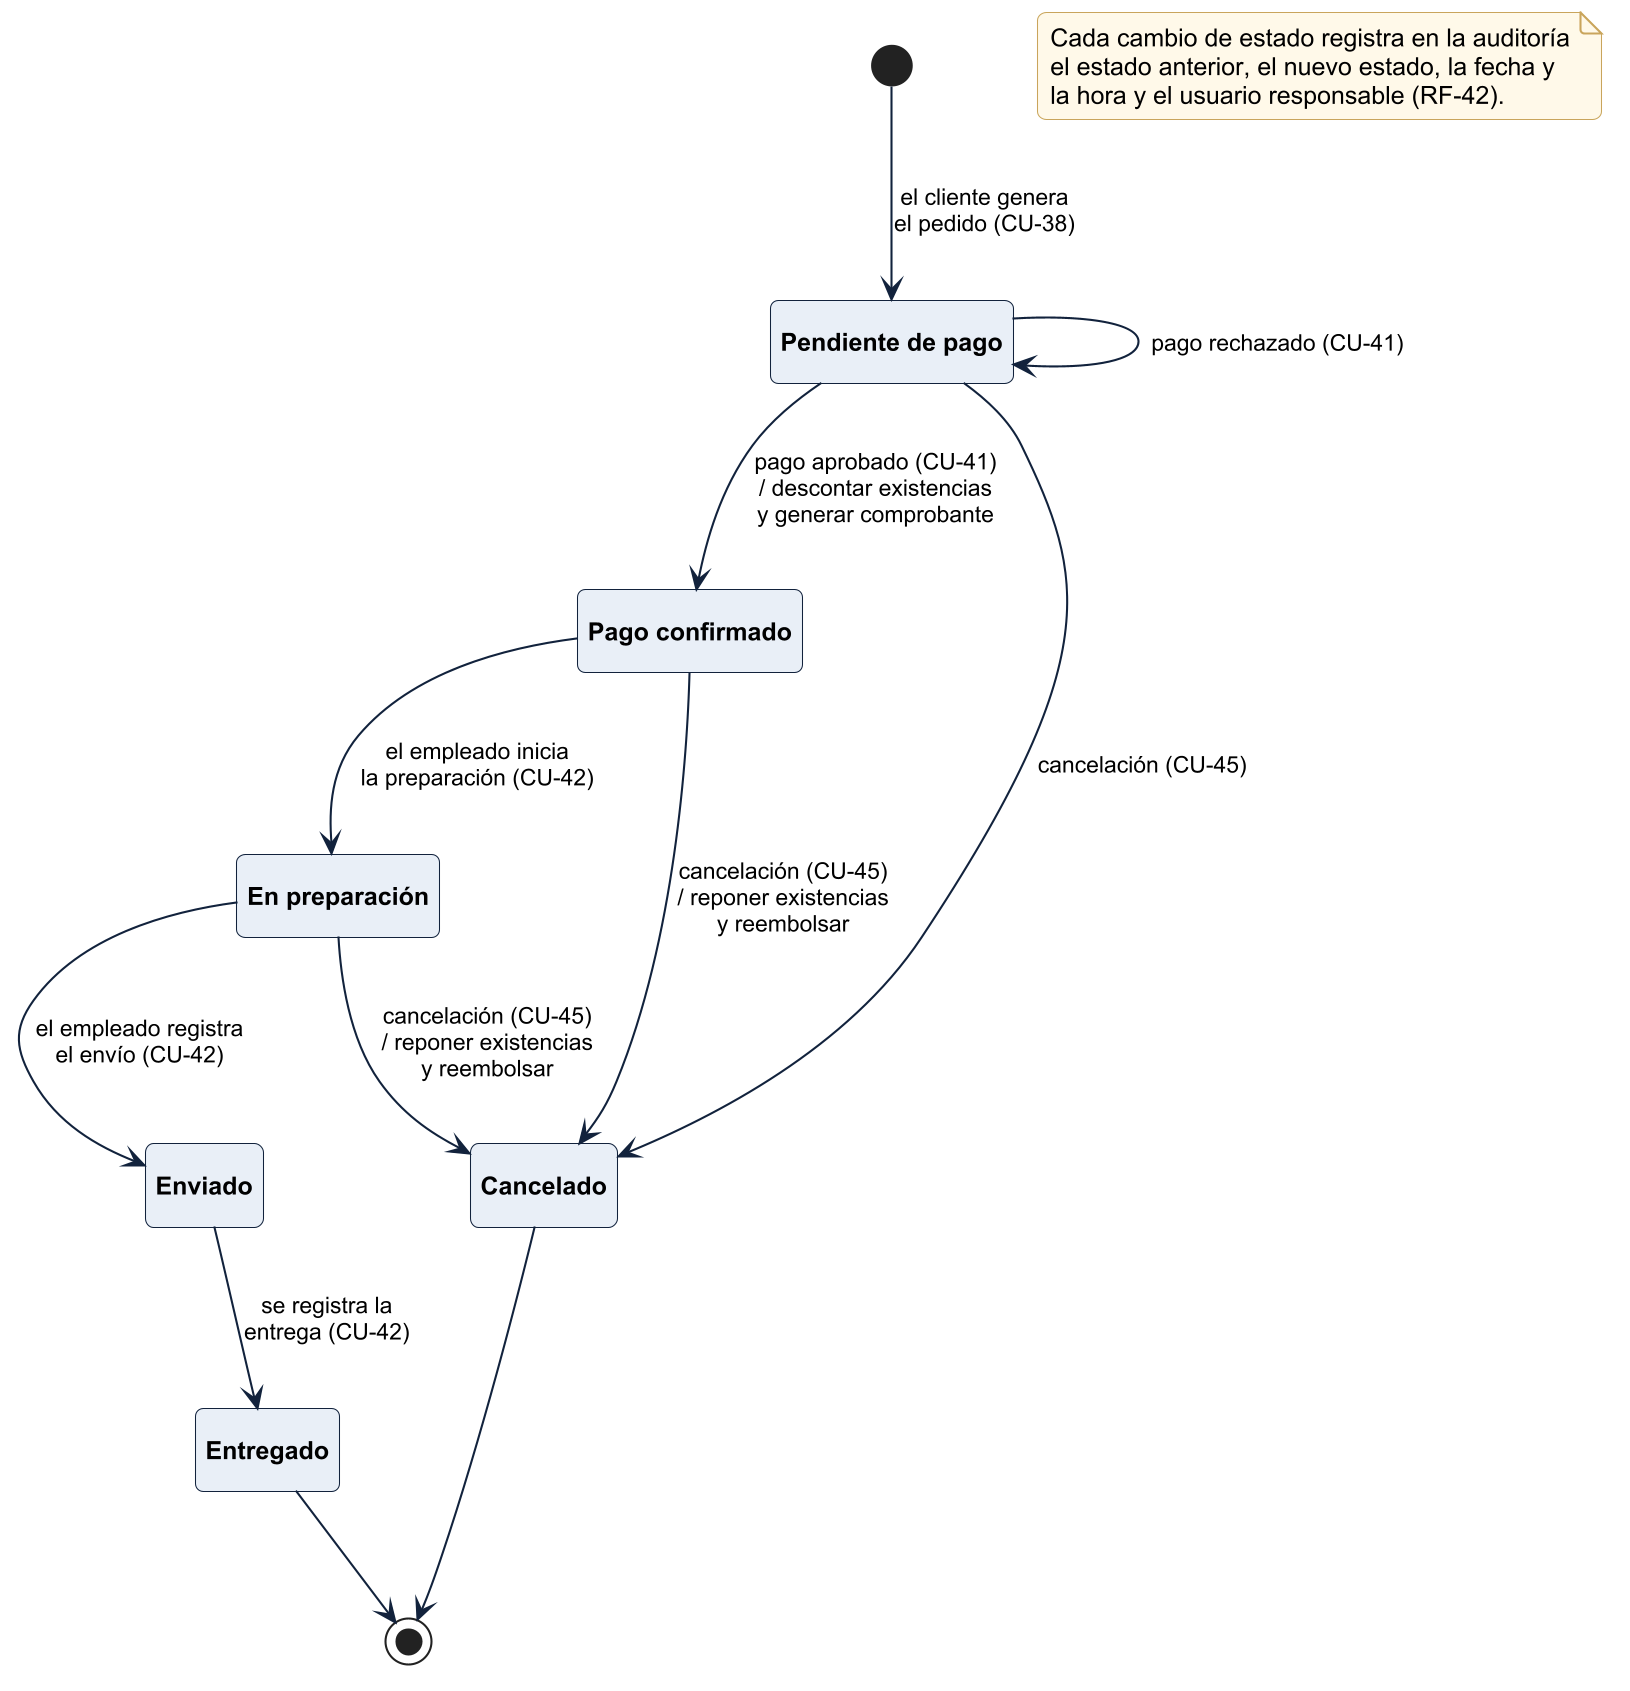 Cada cambio de estado registra en la auditoría
el estado anterior, el nuevo estado, la fecha y
la hora y el usuario responsable (RF-42).
el cliente genera
el pedido (CU-38)
Pendiente de pago
pago rechazado (CU-41)
pago aprobado (CU-41)
/ descontar existencias
y generar comprobante
Pago confirmado
el empleado inicia
la preparación (CU-42)
cancelación (CU-45)
cancelación (CU-45)
/ reponer existencias
y reembolsar
En preparación
el empleado registra
el envío (CU-42)
cancelación (CU-45)
/ reponer existencias
y reembolsar
Enviado
Cancelado
se registra la
entrega (CU-42)
Entregado